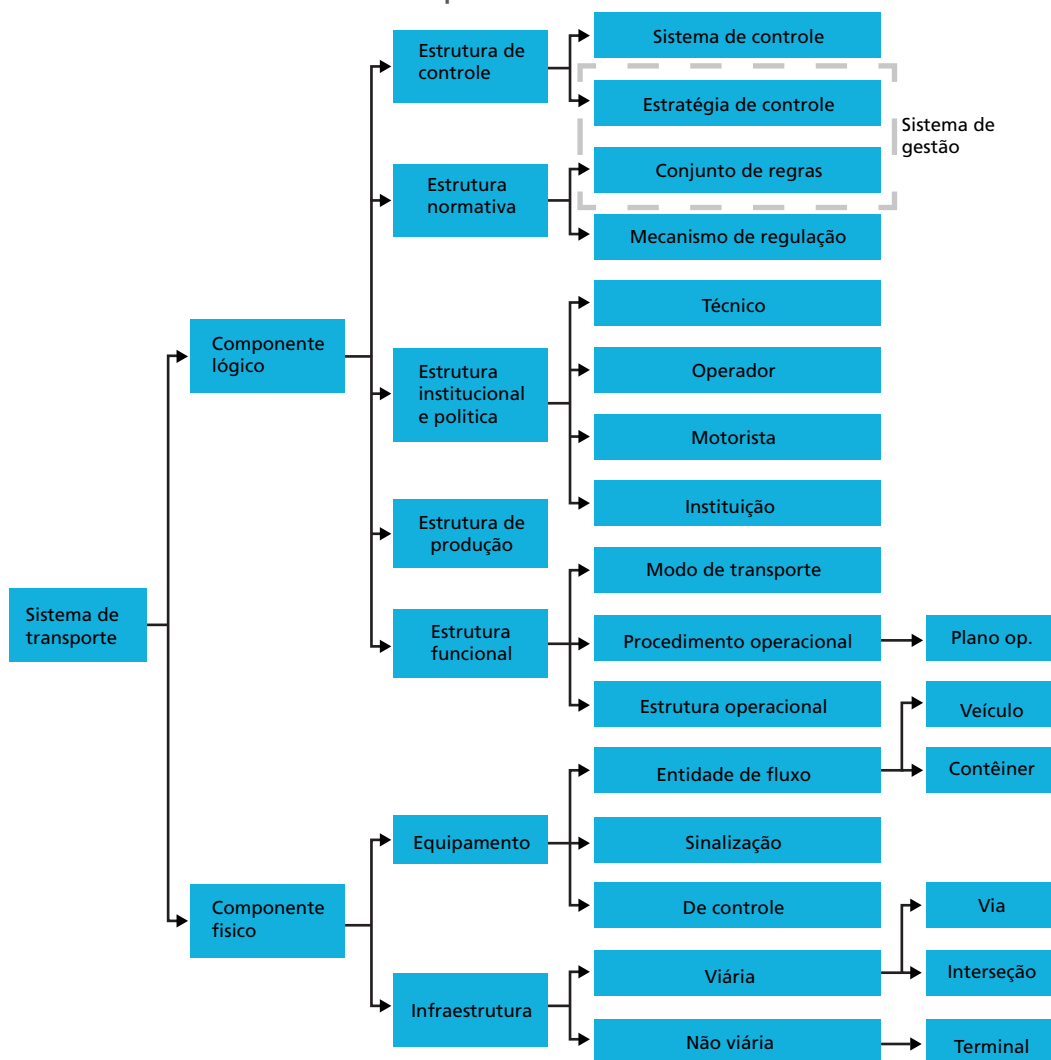 Estrutura de
controle
Sistema de controle
Estratégia de controle
Sistema de
gestão
Estrutura
normativa
Conjunto de regras
Mecanismo de regulação
Componente
lógico
Estrutura
institucional
e politica
Técnico
Operador
Motorista
Instituição
Estrutura de
produção
Sistema de
transporte
Estrutura
funcional
Modo de transporte
Procedimento operacional
Plano op.
Estrutura operacional
Componente
fisico
Equipamento
Entidade de fluxo
Veículo
Contêiner
Sinalização
De controle
Infraestrutura
Viária
Via
Interseção
Não viária
Terminal